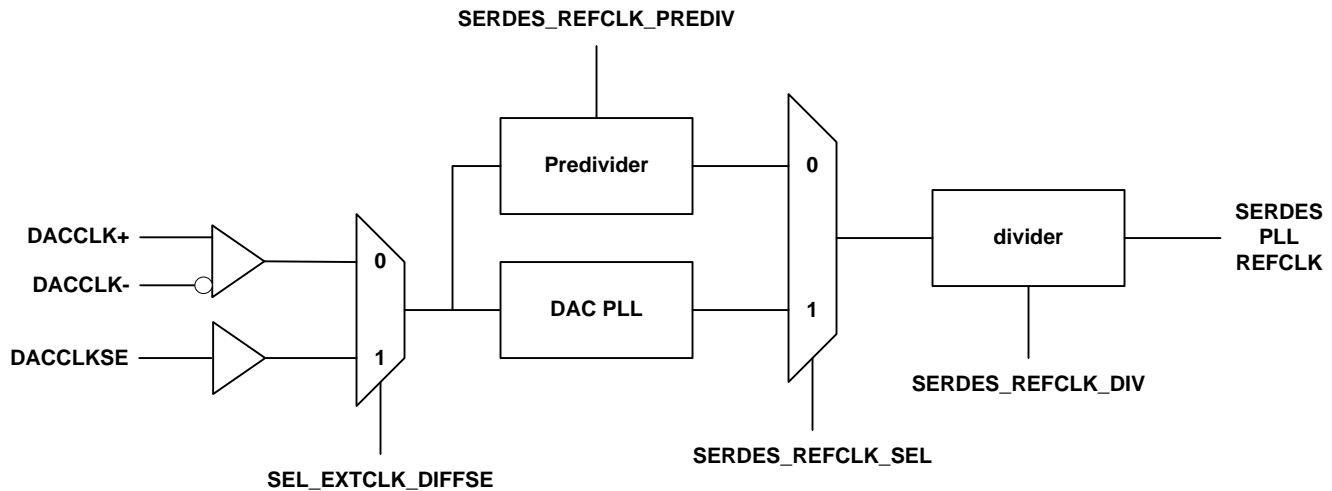 SERDES_REFCLK_PREDIV
Predivider
0
DACCLK+
DACCLK-
0
divider
SERDES
PLL
REFCLK
DACCLKSE
1
DAC PLL
1
SERDES_REFCLK_DIV
SERDES_REFCLK_SEL
SEL_EXTCLK_DIFFSE